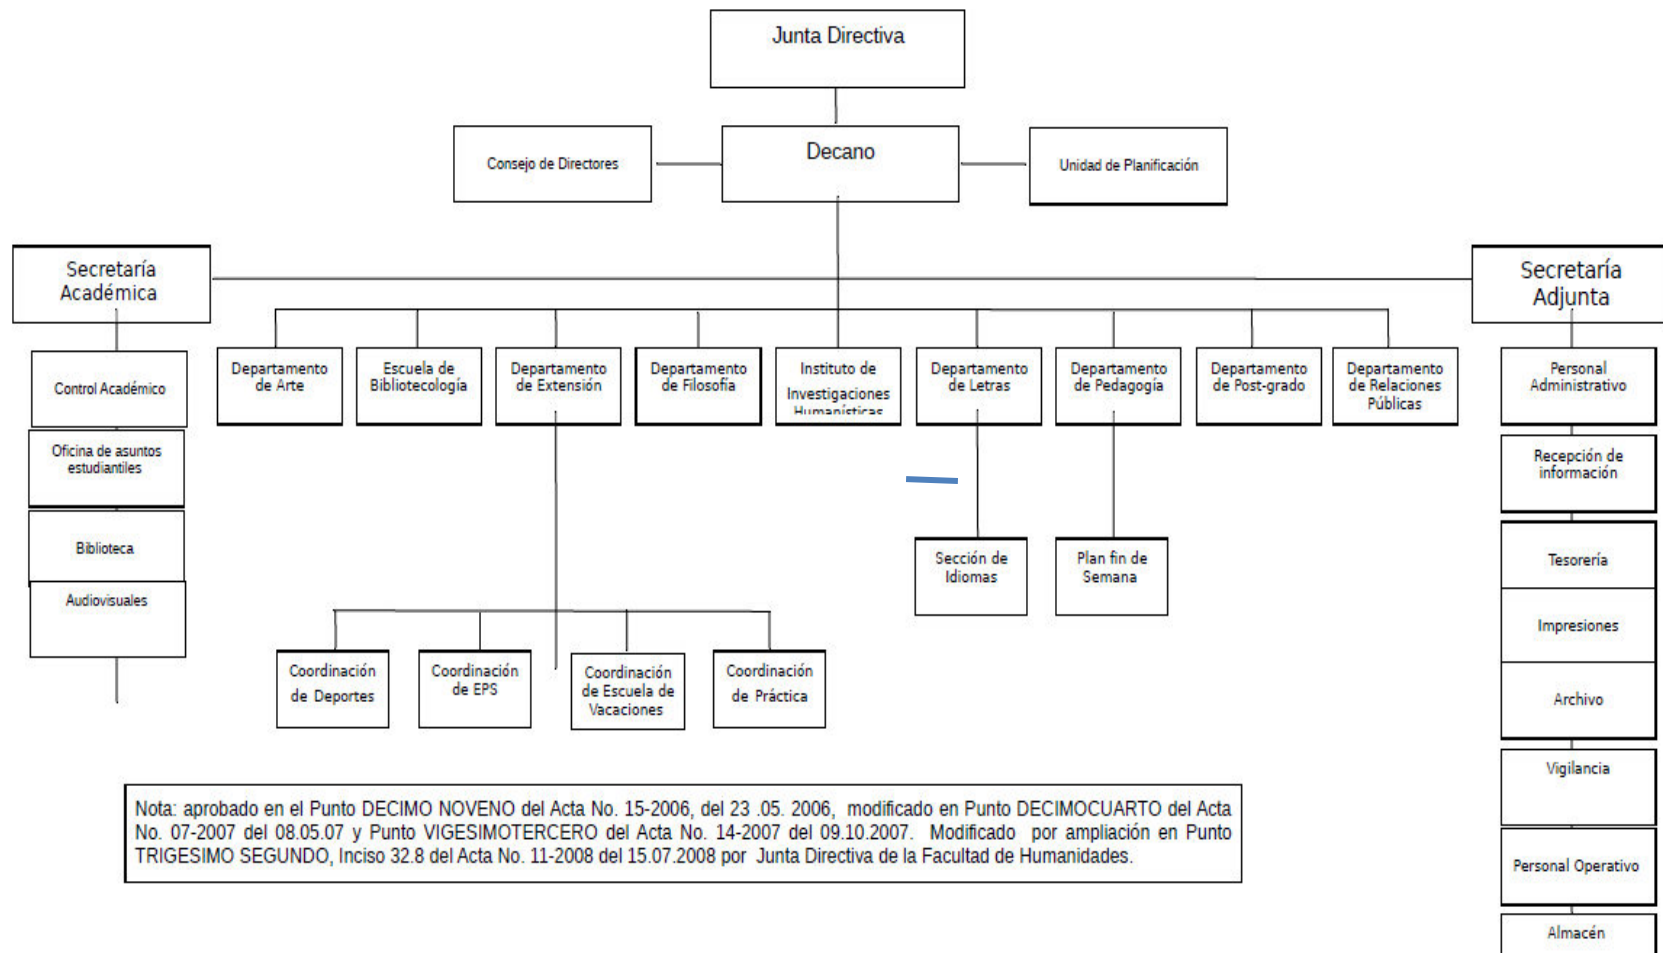 Junta Directiva
Consejo de Directores
Decano
Unidad de Planificación
Secretaría
Académica
Secretaría
Adjunta
Control Académico
Oficina de asuntos
estudiantiles
Biblioteca
Audiovisuales
Departamento
de Arte
Escuela de
Bibliotecología
Departamento
de Extensión
Departamento
de Filosofía
Instituto de
Investigaciones
Humanísticas
Departamento
de Letras
Departamento
de Pedagogía
Departamento
de Post-grado
Departamento
de Relaciones
Públicas
Sección de
Idiomas
Plan fin de
Semana
Coordinación
de Deportes
Coordinación
de EPS
Coordinación
de Escuela de
Vacaciones
Coordinación
de Práctica
Personal
Administrativo
Recepción de
información
Tesorería
Impresiones
Archivo
Vigilancia
Personal Operativo
Almacén
Nota: aprobado en el Punto DECIMO NOVENO del Acta No. 15-2006, del 23 .05. 2006, modificado en Punto DECIMOCUARTO del Acta
No. 07-2007 del 08.05.07 y Punto VIGESIMOTERCERO del Acta No. 14-2007 del 09.10.2007. Modificado por ampliación en Punto
TRIGESIMO SEGUNDO, Inciso 32.8 del Acta No. 11-2008 del 15.07.2008 por Junta Directiva de la Facultad de Humanidades.